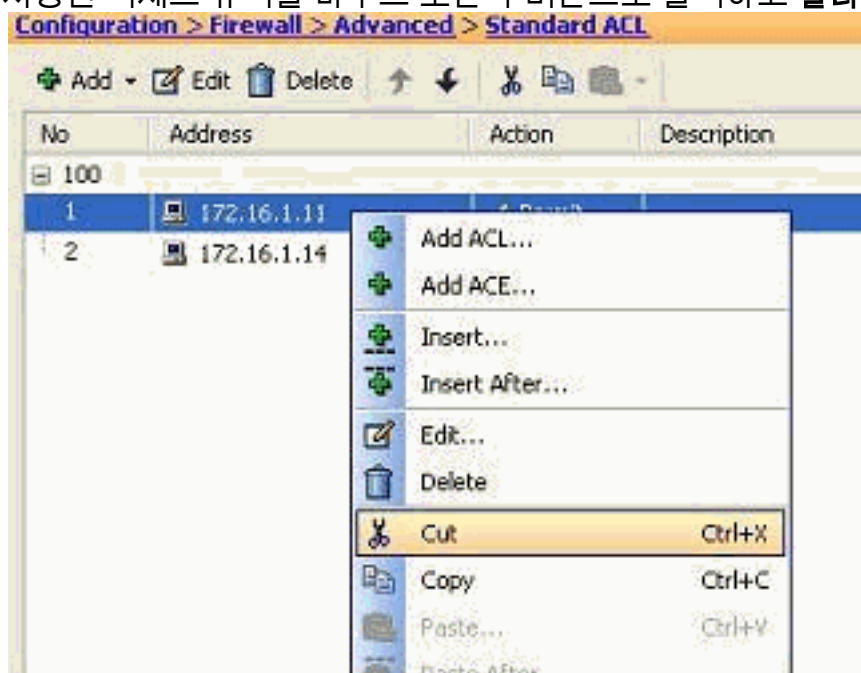 Configuration > Firewall > Advanced > Standard ACL
Add Edit Delete
No Address Action Description
100
1 172.16.1.11
2 172.16.1.14
Add ACL...
Add ACE...
Insert...
Insert After...
Edit...
Delete
Cut Ctrl+X
Copy Ctrl+C
Paste... Ctrl+V
Paste After